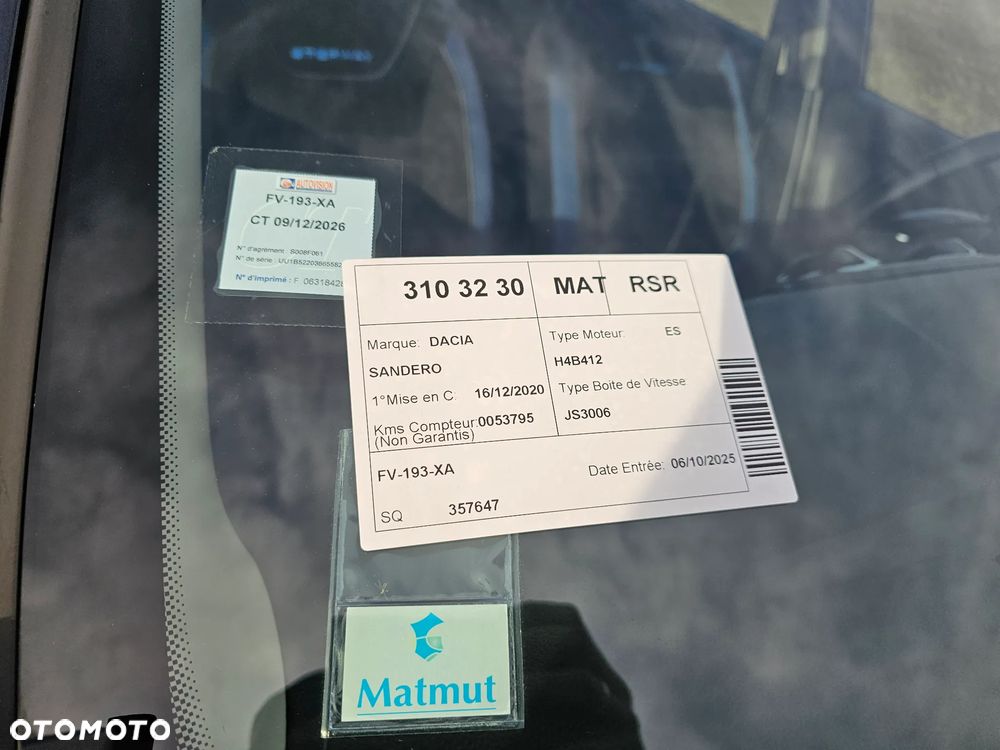 AUTOVISION
FV-193-XA
CT 09/12/2026
N° d'agrément : S008F061
N° de série :
N° d'imprimé : F 0631842
310 32 30 MAT RSR
Marque: DACIA
SANDERO
1°Mise en C. 16/12/2020
Kms Compteur:0053795
(Non Garantis)
Type Moteur: ES
H4B412
Type Boite de Vitesse
JS3006
FV-193-XA
Date Entrée: 06/10/2025
SQ 357647
Matmut
OTOMOTO